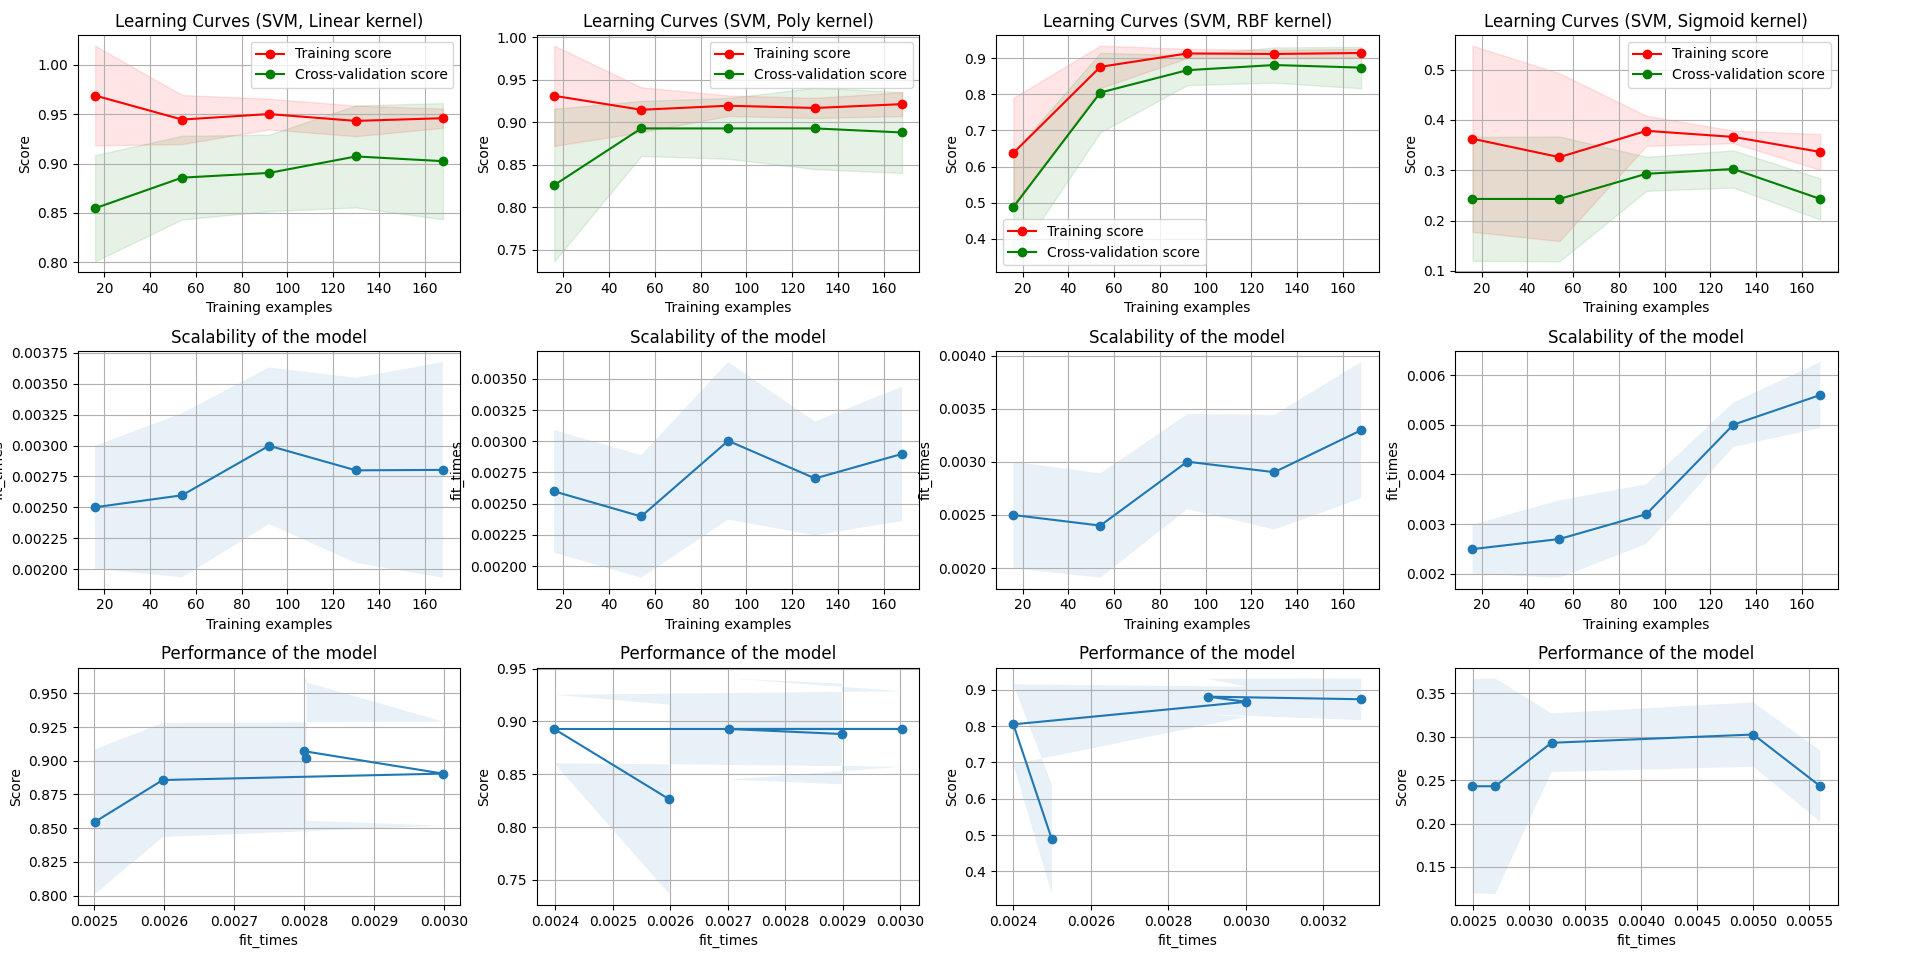 Learning Curves (SVM, Linear kernel)
Training score
Cross-validation score
Score
1.00
0.95
0.90
0.85
0.80
20 40 60 80 100 120 140 160
Training examples
Learning Curves (SVM, Poly kernel)
Training score
Cross-validation score
Score
1.00
0.95
0.90
0.85
0.80
0.75
20 40 60 80 100 120 140 160
Training examples
Learning Curves (SVM, RBF kernel)
Training score
Cross-validation score
Score
0.9
0.8
0.7
0.6
0.5
0.4
20 40 60 80 100 120 140 160
Training examples
Learning Curves (SVM, Sigmoid kernel)
Training score
Cross-validation score
Score
0.5
0.4
0.3
0.2
0.1
20 40 60 80 100 120 140 160
Training examples
Scalability of the model
fit_times
0.00375
0.00350
0.00325
0.00300
0.00275
0.00250
0.00225
0.00200
20 40 60 80 100 120 140 160
Training examples
Scalability of the model
fit_times
0.00350
0.00325
0.00300
0.00275
0.00250
0.00225
0.00200
20 40 60 80 100 120 140 160
Training examples
Scalability of the model
fit_times
0.0040
0.0035
0.0030
0.0025
0.0020
20 40 60 80 100 120 140 160
Training examples
Scalability of the model
fit_times
0.006
0.005
0.004
0.003
0.002
20 40 60 80 100 120 140 160
Training examples
Performance of the model
Score
0.950
0.925
0.900
0.875
0.850
0.825
0.800
0.0025 0.0026 0.0027 0.0028 0.0029 0.0030
fit_times
Performance of the model
Score
0.95
0.90
0.85
0.80
0.75
0.0024 0.0025 0.0026 0.0027 0.0028 0.0029 0.0030
fit_times
Performance of the model
Score
0.9
0.8
0.7
0.6
0.5
0.4
0.0024 0.0026 0.0028 0.0030 0.0032
fit_times
Performance of the model
Score
0.35
0.30
0.25
0.20
0.15
0.0025 0.0030 0.0035 0.0040 0.0045 0.0050 0.0055
fit_times